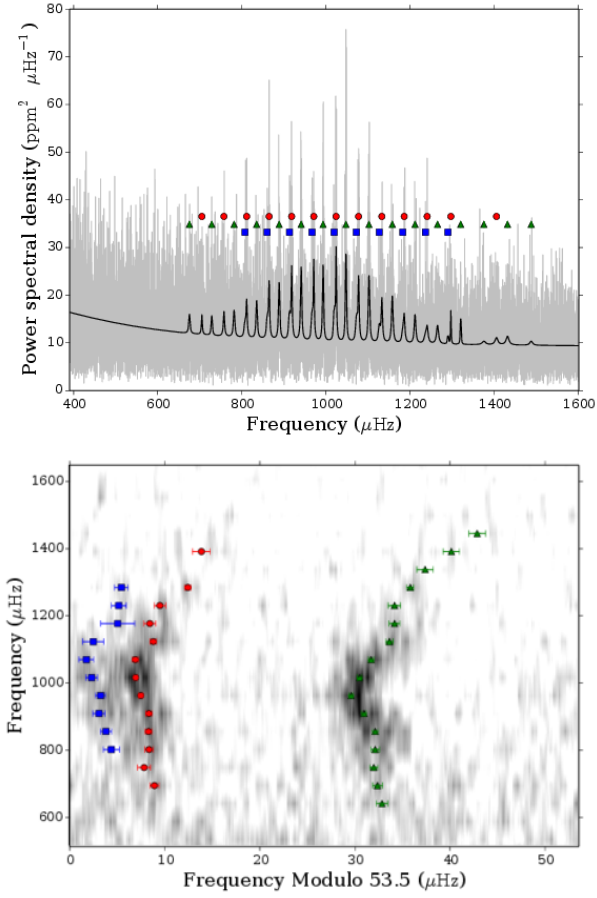 80
70
60
50
40
30
20
10
0
Power spectral density (ppm² μHz⁻¹)
400 600 800 1000 1200 1400 1600
Frequency (μHz)
1600
1400
1200
1000
800
600
Frequency (μHz)
0 10 20 30 40 50
Frequency Modulo 53.5 (μHz)